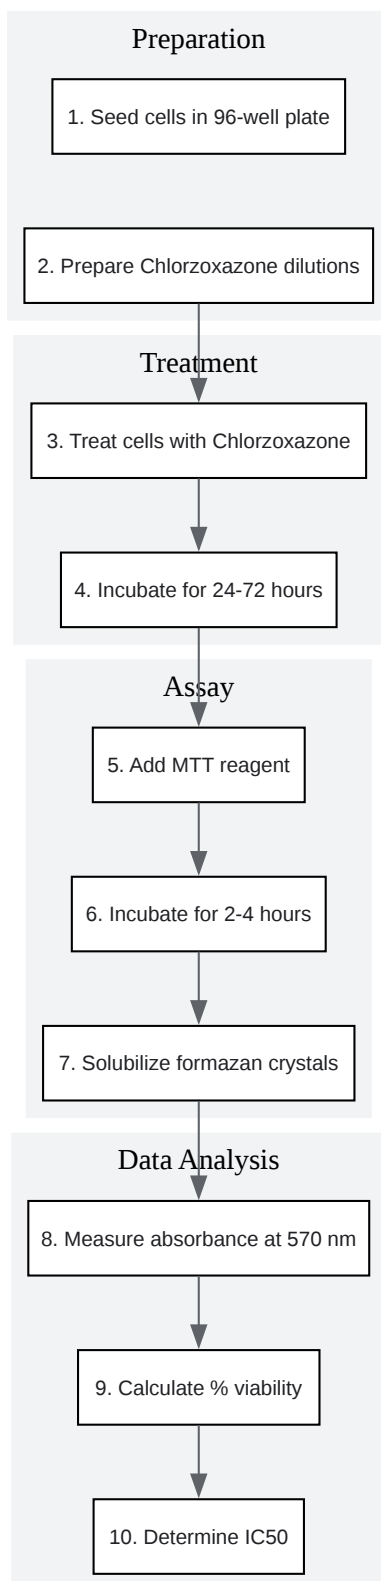 Preparation
1. Seed cells in 96-well plate
2. Prepare Chlorzoxazone dilutions
Treatment
3. Treat cells with Chlorzoxazone
4. Incubate for 24-72 hours
Assay
5. Add MTT reagent
6. Incubate for 2-4 hours
7. Solubilize formazan crystals
Data Analysis
8. Measure absorbance at 570 nm
9. Calculate % viability
10. Determine IC50